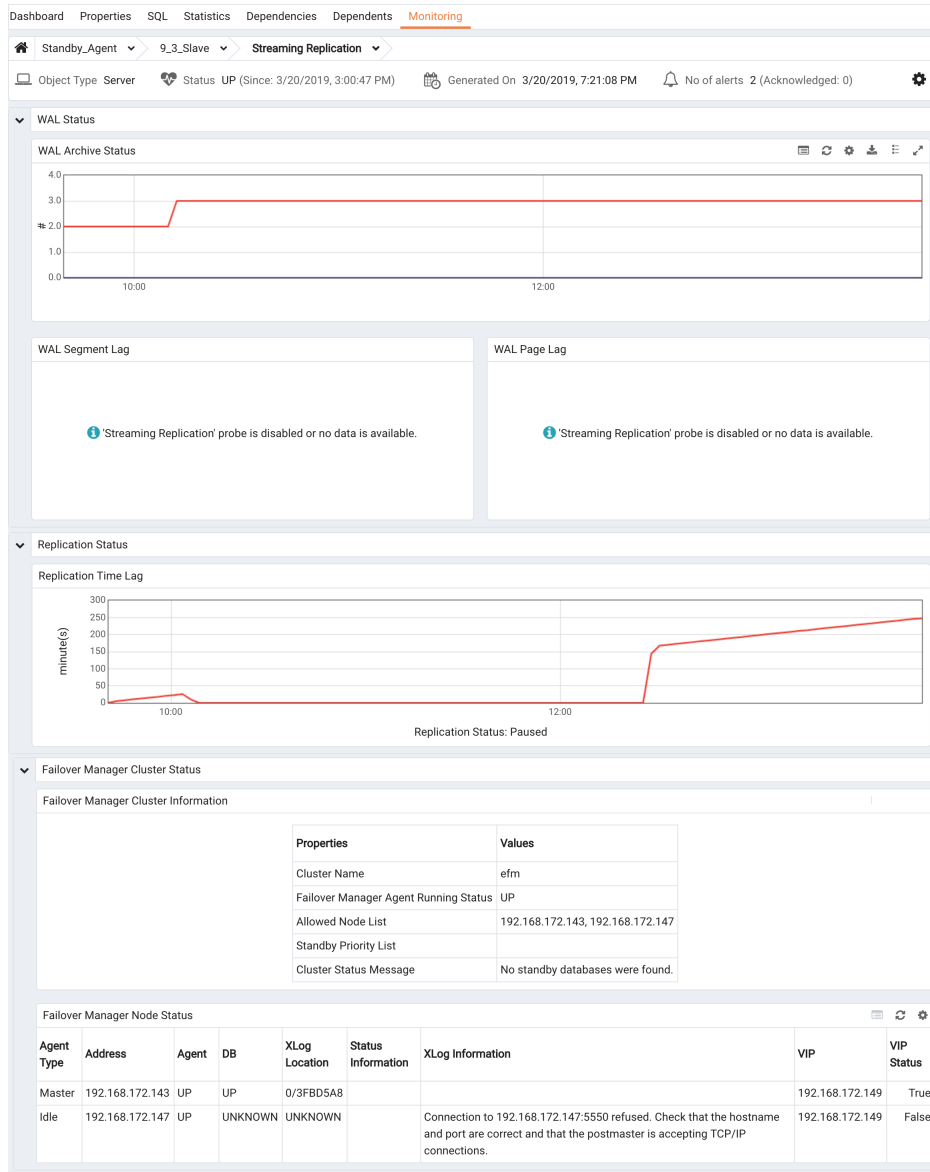 Dashboard Properties SQL Statistics Dependencies Dependents Monitoring
Standby_Agent 9_3_Slave Streaming Replication
Object Type Server Status UP (Since: 3/20/2019, 3:00:47 PM) Generated On 3/20/2019, 7:21:08 PM No of alerts 2 (Acknowledged: 0)
WAL Status
WAL Archive Status
4.0
3.0
# 2.0
1.0
0.0
10:00 12:00
WAL Segment Lag WAL Page Lag
'Streaming Replication' probe is disabled or no data is available. 'Streaming Replication' probe is disabled or no data is available.
Replication Status
Replication Time Lag
minute(s)
300
250
200
150
100
50
0
10:00 12:00
Replication Status: Paused
Failover Manager Cluster Status
Failover Manager Cluster Information
Properties Values
Cluster Name efm
Failover Manager Agent Running Status UP
Allowed Node List 192.168.172.143, 192.168.172.147
Standby Priority List
Cluster Status Message No standby databases were found.
Failover Manager Node Status
Agent Type Address Agent DB XLog Location Status Information XLog Information VIP VIP Status
Master 192.168.172.143 UP UP 0/3FBD5A8 192.168.172.149 True
Idle 192.168.172.147 UP UNKNOWN UNKNOWN Connection to 192.168.172.147:5550 refused. Check that the hostname 192.168.172.149 False
and port are correct and that the postmaster is accepting TCP/IP
connections.